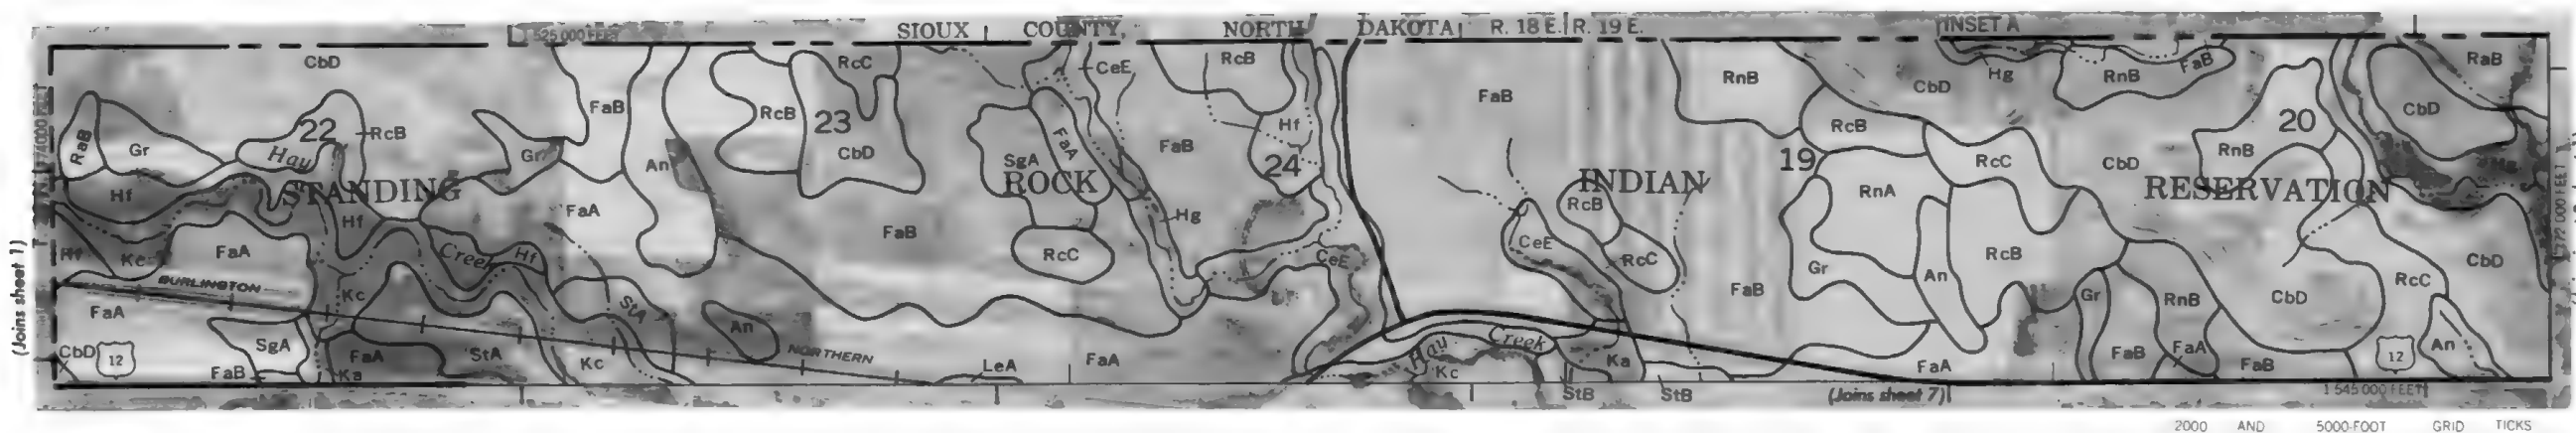 SIOUX COUNTY, NORTH DAKOTA R. 18 E. R. 19 E. INSET A
525 000 FEET
CbD FaB RcC CeE RcB FaB RnB CbD Hg RnB FaB RaB
RaB Gr 22 RcB Gr An RcB 23 CbD SgA FaA FaB Hf 24 RcB 19 RcC CbD RnB 20 CbD
Hay
STANDING ROCK INDIAN RESERVATION
Hf Hf FaA FaB Hg RcB RnA
Hf Kc FaA Creek Hf RcC CeE CeE RcC Gr An RcB CbD RcC CbD
(Joins sheet 1)
BURLINGTON NORTHERN
FaA Kc StA An FaB Gr RnB
Hay Creek
CbD 12 SgA FaA StA Kc LeA FaA Kc Ka FaA FaB FaA FaB 12 An
FaB Ka StB StB
(Joins sheet 7)
1 545 000 FEET
2000 AND 5000-FOOT GRID TICKS